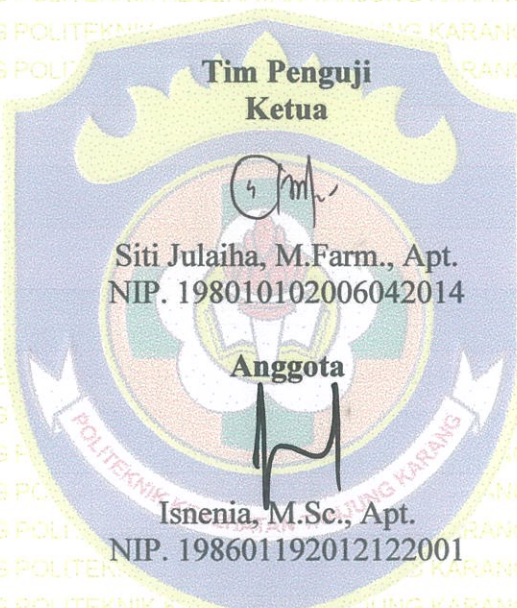 Tim Penguji
Ketua
Siti Julaiha, M.Farm., Apt.
NIP. 198010102006042014
Anggota
Isnenia, M.Sc., Apt.
NIP. 198601192012122001